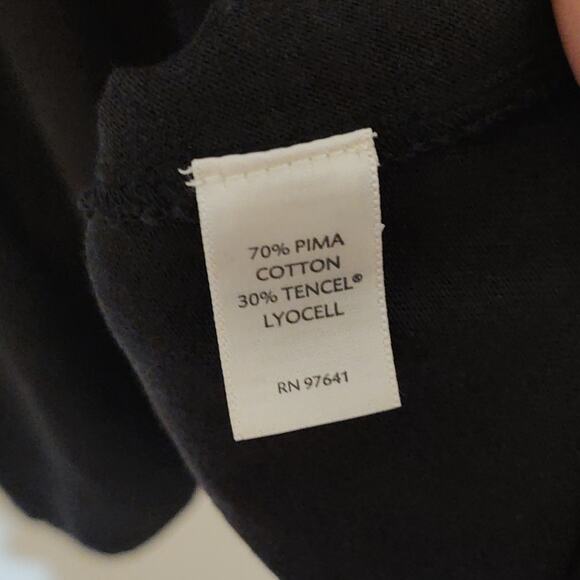 70% PIMA
COTTON
30% TENCEL®
LYOCELL
RN 97641